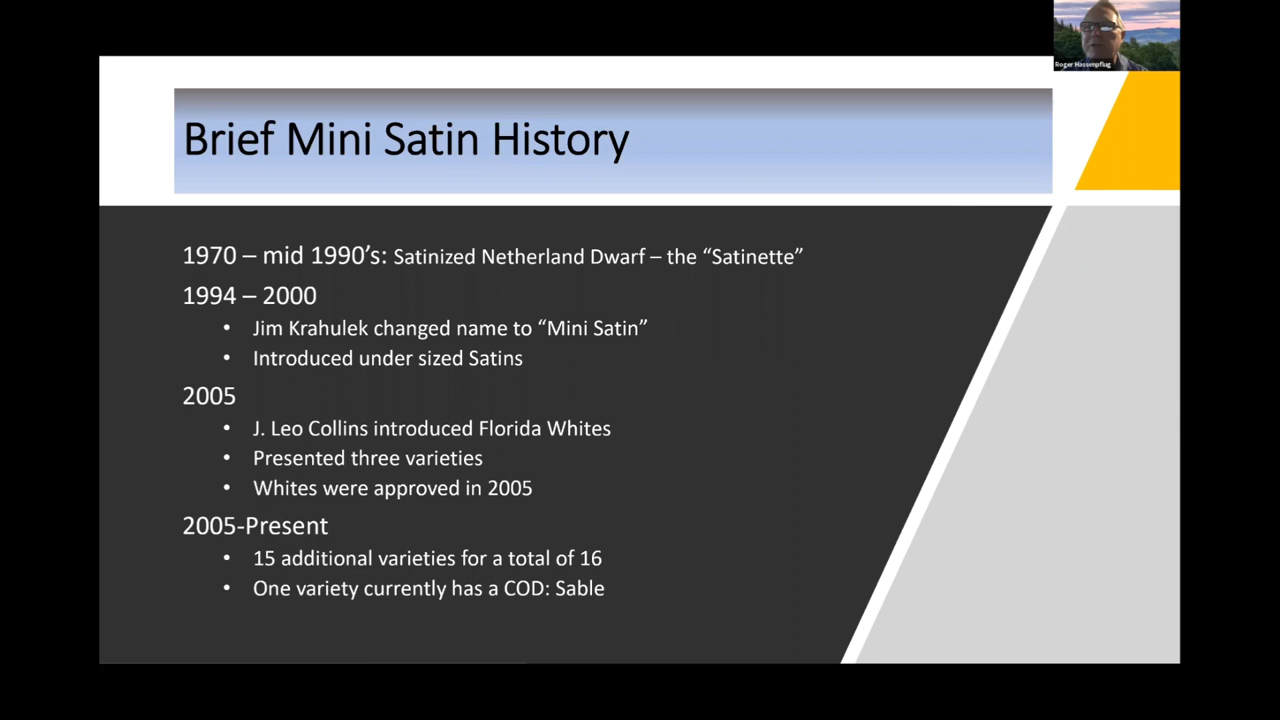 Roger Hassenpflug
Brief Mini Satin History
1970 – mid 1990’s: Satinized Netherland Dwarf – the “Satinette”
1994 – 2000
• Jim Krahulek changed name to “Mini Satin”
• Introduced under sized Satins
2005
• J. Leo Collins introduced Florida Whites
• Presented three varieties
• Whites were approved in 2005
2005-Present
• 15 additional varieties for a total of 16
• One variety currently has a COD: Sable